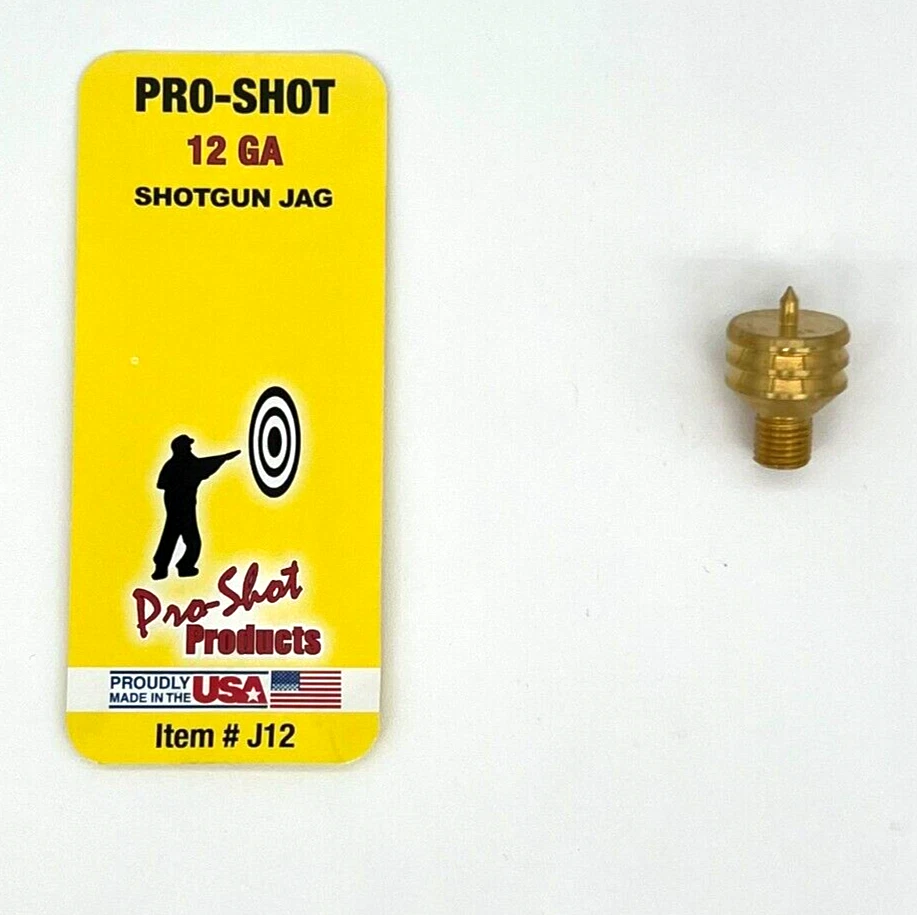 PRO-SHOT
12 GA
SHOTGUN JAG
Pro-Shot
Products
PROUDLY
MADE IN THE USA
Item # J12